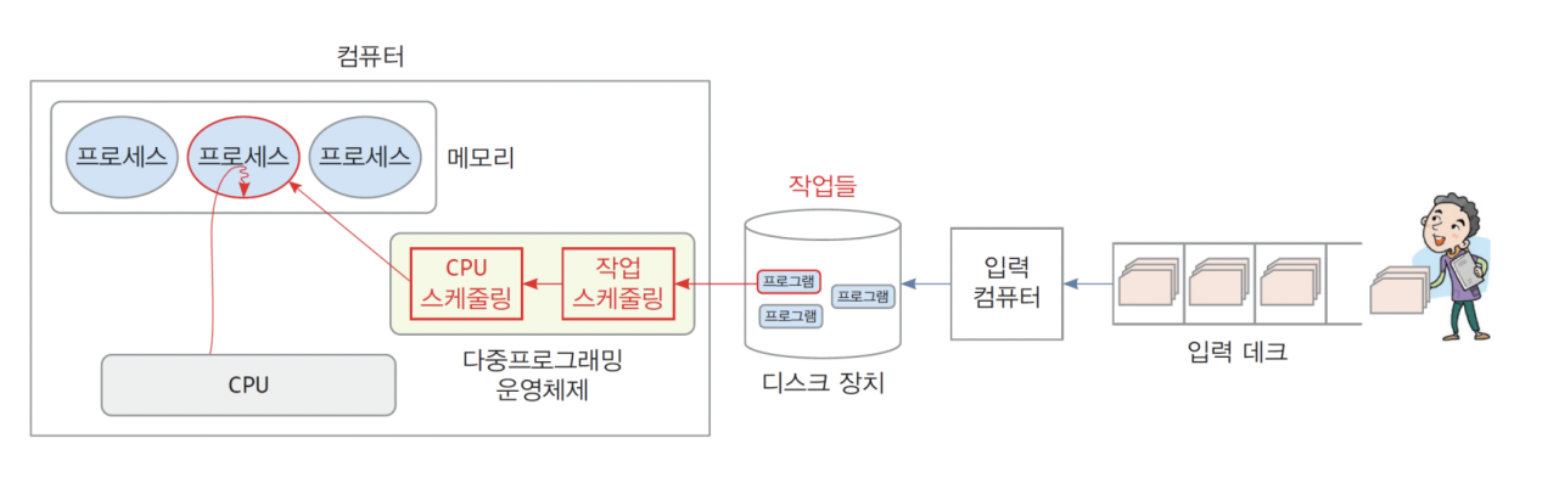 컴퓨터
프로세스
프로세스
프로세스
메모리
CPU
스케줄링
작업
스케줄링
다중프로그래밍
운영체제
CPU
작업들
프로그램
프로그램
프로그램
디스크 장치
입력
컴퓨터
입력 데크